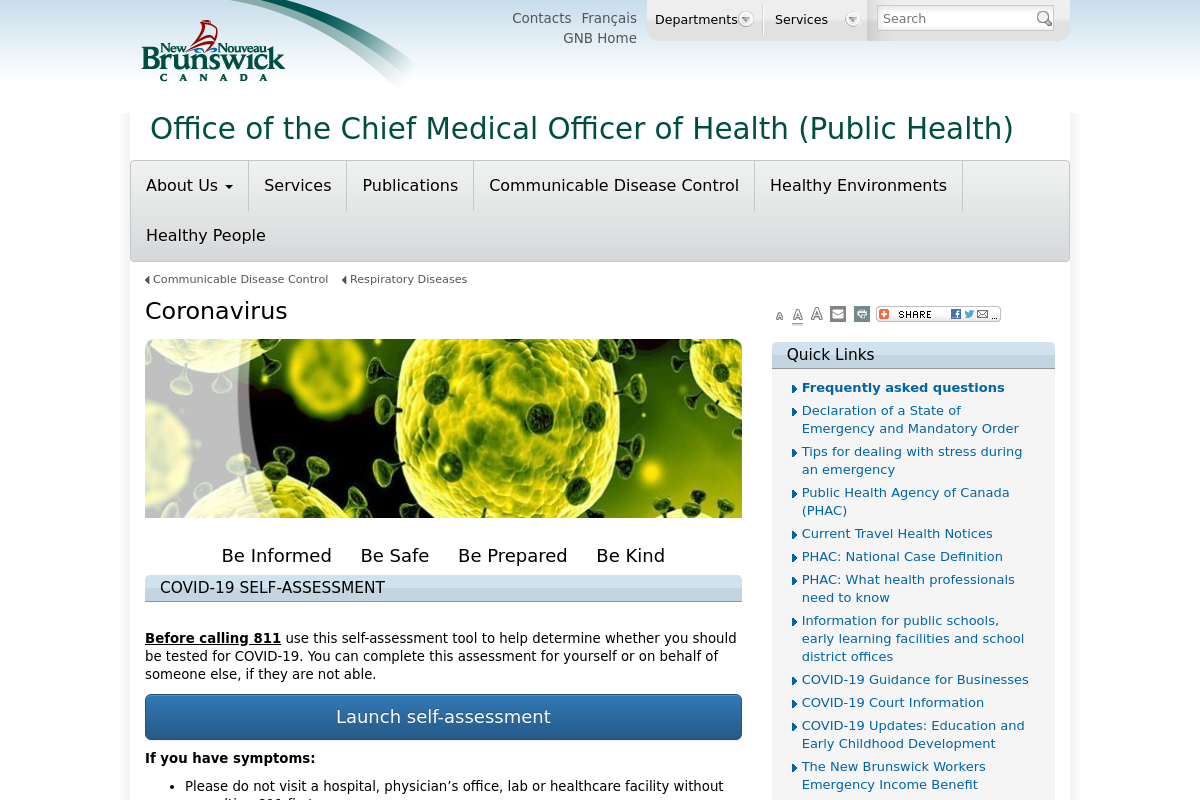 Contacts Français
GNB Home
Departments
Services
Search
New Nouveau
Brunswick
CANADA
Office of the Chief Medical Officer of Health (Public Health)
About Us
Services
Publications
Communicable Disease Control
Healthy Environments
Healthy People
Communicable Disease Control
Respiratory Diseases
Coronavirus
A A A
SHARE
...
Be Informed Be Safe Be Prepared Be Kind
COVID-19 SELF-ASSESSMENT
Before calling 811 use this self-assessment tool to help determine whether you should
be tested for COVID-19. You can complete this assessment for yourself or on behalf of
someone else, if they are not able.
Launch self-assessment
If you have symptoms:
• Please do not visit a hospital, physician’s office, lab or healthcare facility without
Quick Links
Frequently asked questions
Declaration of a State of
Emergency and Mandatory Order
Tips for dealing with stress during
an emergency
Public Health Agency of Canada
(PHAC)
Current Travel Health Notices
PHAC: National Case Definition
PHAC: What health professionals
need to know
Information for public schools,
early learning facilities and school
district offices
COVID-19 Guidance for Businesses
COVID-19 Court Information
COVID-19 Updates: Education and
Early Childhood Development
The New Brunswick Workers
Emergency Income Benefit